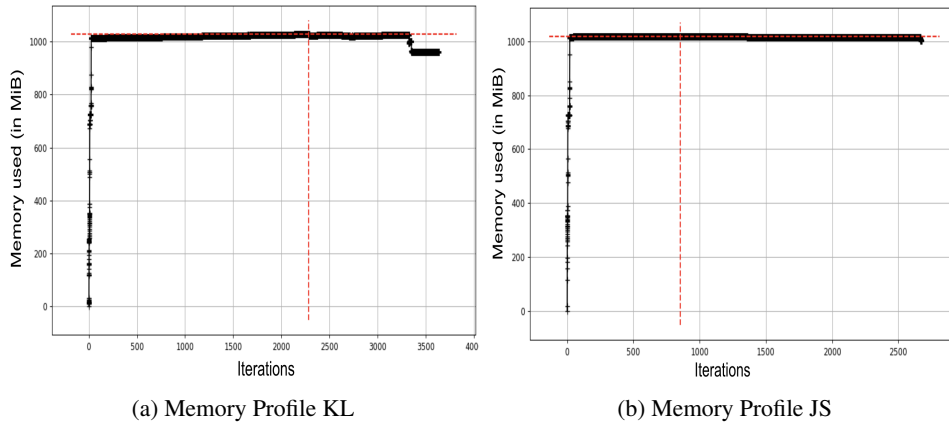 1000
800
600
400
200
0
Memory used (in MiB)
0 500 1000 1500 2000 2500 3000 3500 400
Iterations
(a) Memory Profile KL
1000
800
600
400
200
0
Memory used (in MiB)
0 500 1000 1500 2000 2500
Iterations
(b) Memory Profile JS